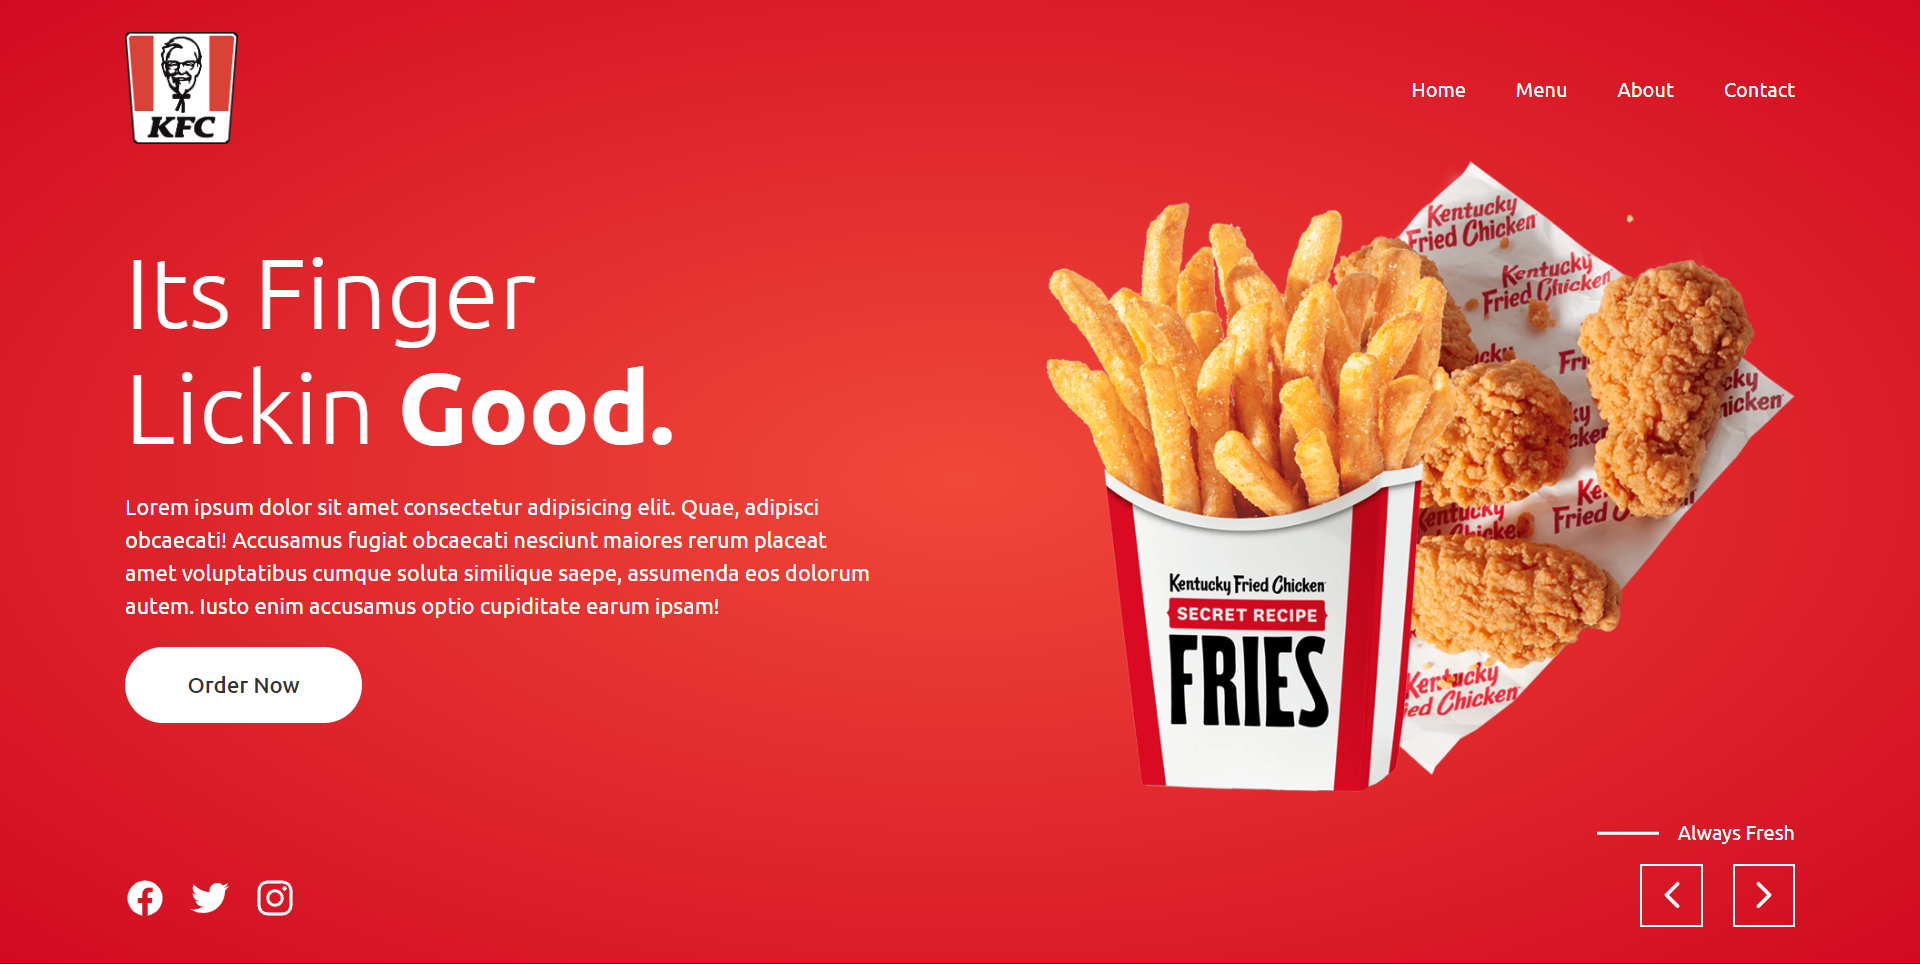 KFC
Home Menu About Contact
Its Finger
Lickin Good.
Lorem ipsum dolor sit amet consectetur adipisicing elit. Quae, adipisci
obcaecati! Accusamus fugiat obcaecati nesciunt maiores rerum placeat
amet voluptatibus cumque soluta similique saepe, assumenda eos dolorum
autem. Iusto enim accusamus optio cupiditate earum ipsam!
Order Now
Kentucky
Fried Chicken
Kentucky
Fried Chicken
Kentucky Fried Chicken
SECRET RECIPE
FRIES
Kentucky
Chicken
Always Fresh